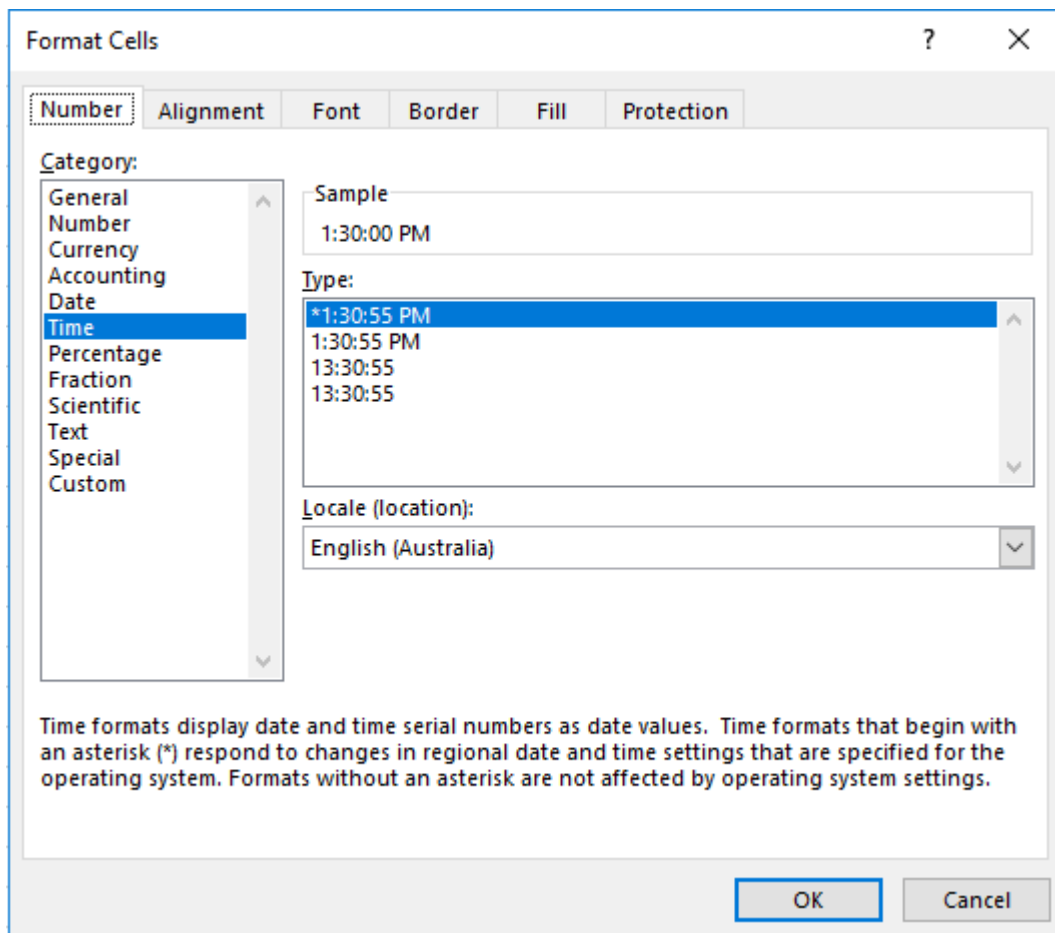 Format Cells
?
Number
Alignment
Font
Border
Fill
Protection
Category:
General
Number
Currency
Accounting
Date
Time
Percentage
Fraction
Scientific
Text
Special
Custom
Sample
1:30:00 PM
Type:
*1:30:55 PM
1:30:55 PM
13:30:55
13:30:55
Locale (location):
English (Australia)
Time formats display date and time serial numbers as date values.  Time formats that begin with
an asterisk (*) respond to changes in regional date and time settings that are specified for the
operating system. Formats without an asterisk are not affected by operating system settings.
OK
Cancel